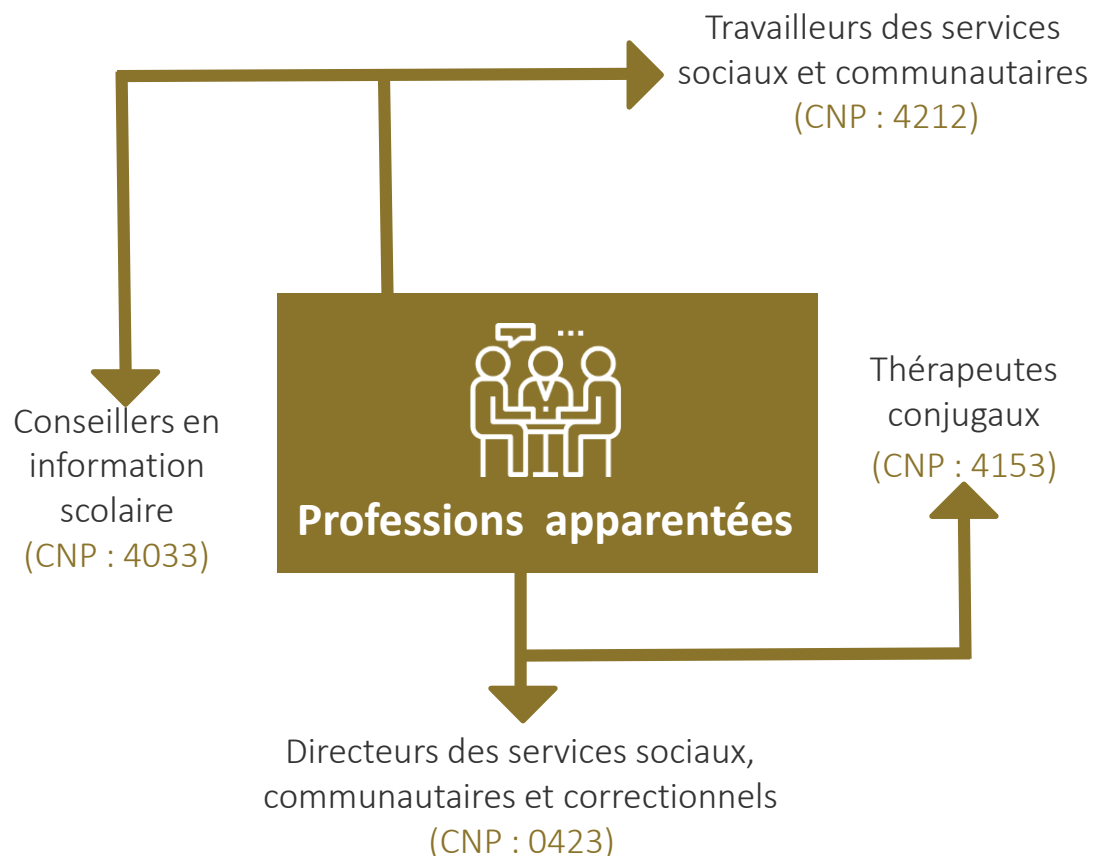 Travailleurs des services
sociaux et communautaires
(CNP : 4212)
Conseillers en
information
scolaire
(CNP : 4033)
Professions apparentées
Thérapeutes
conjugaux
(CNP : 4153)
Directeurs des services sociaux,
communautaires et correctionnels
(CNP : 0423)